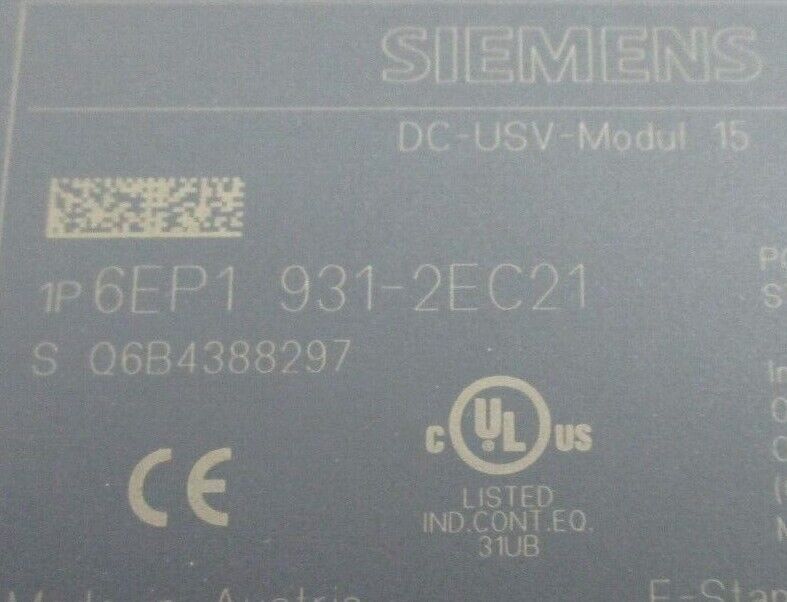 SIEMENS
DC-USV-Modul 15
1P 6EP1 931-2EC21
S Q6B4388297
CE
C UL US
LISTED
IND.CONT.EQ.
31UB